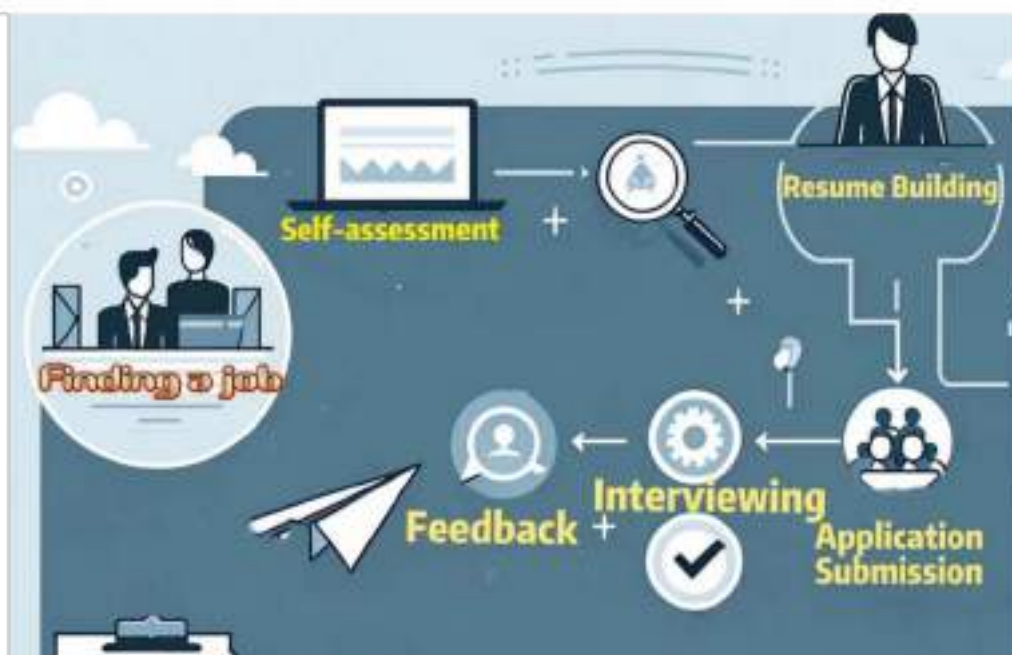 Self-assessment
Resume Building
Finding a job
Feedback
Interviewing
Application
Submission